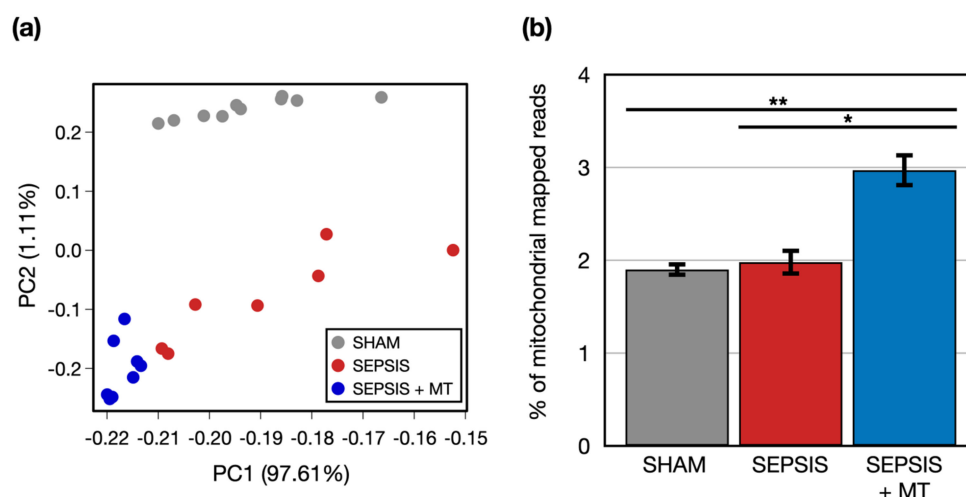 (a)
PC2 (1.11%)
0.2
0.1
0.0
-0.1
-0.2
SHAM
SEPSIS
SEPSIS + MT
-0.22 -0.21 -0.20 -0.19 -0.18 -0.17 -0.16 -0.15
PC1 (97.61%)
(b)
% of mitochondrial mapped reads
4
3
2
1
0
**
*
SHAM SEPSIS SEPSIS
+ MT